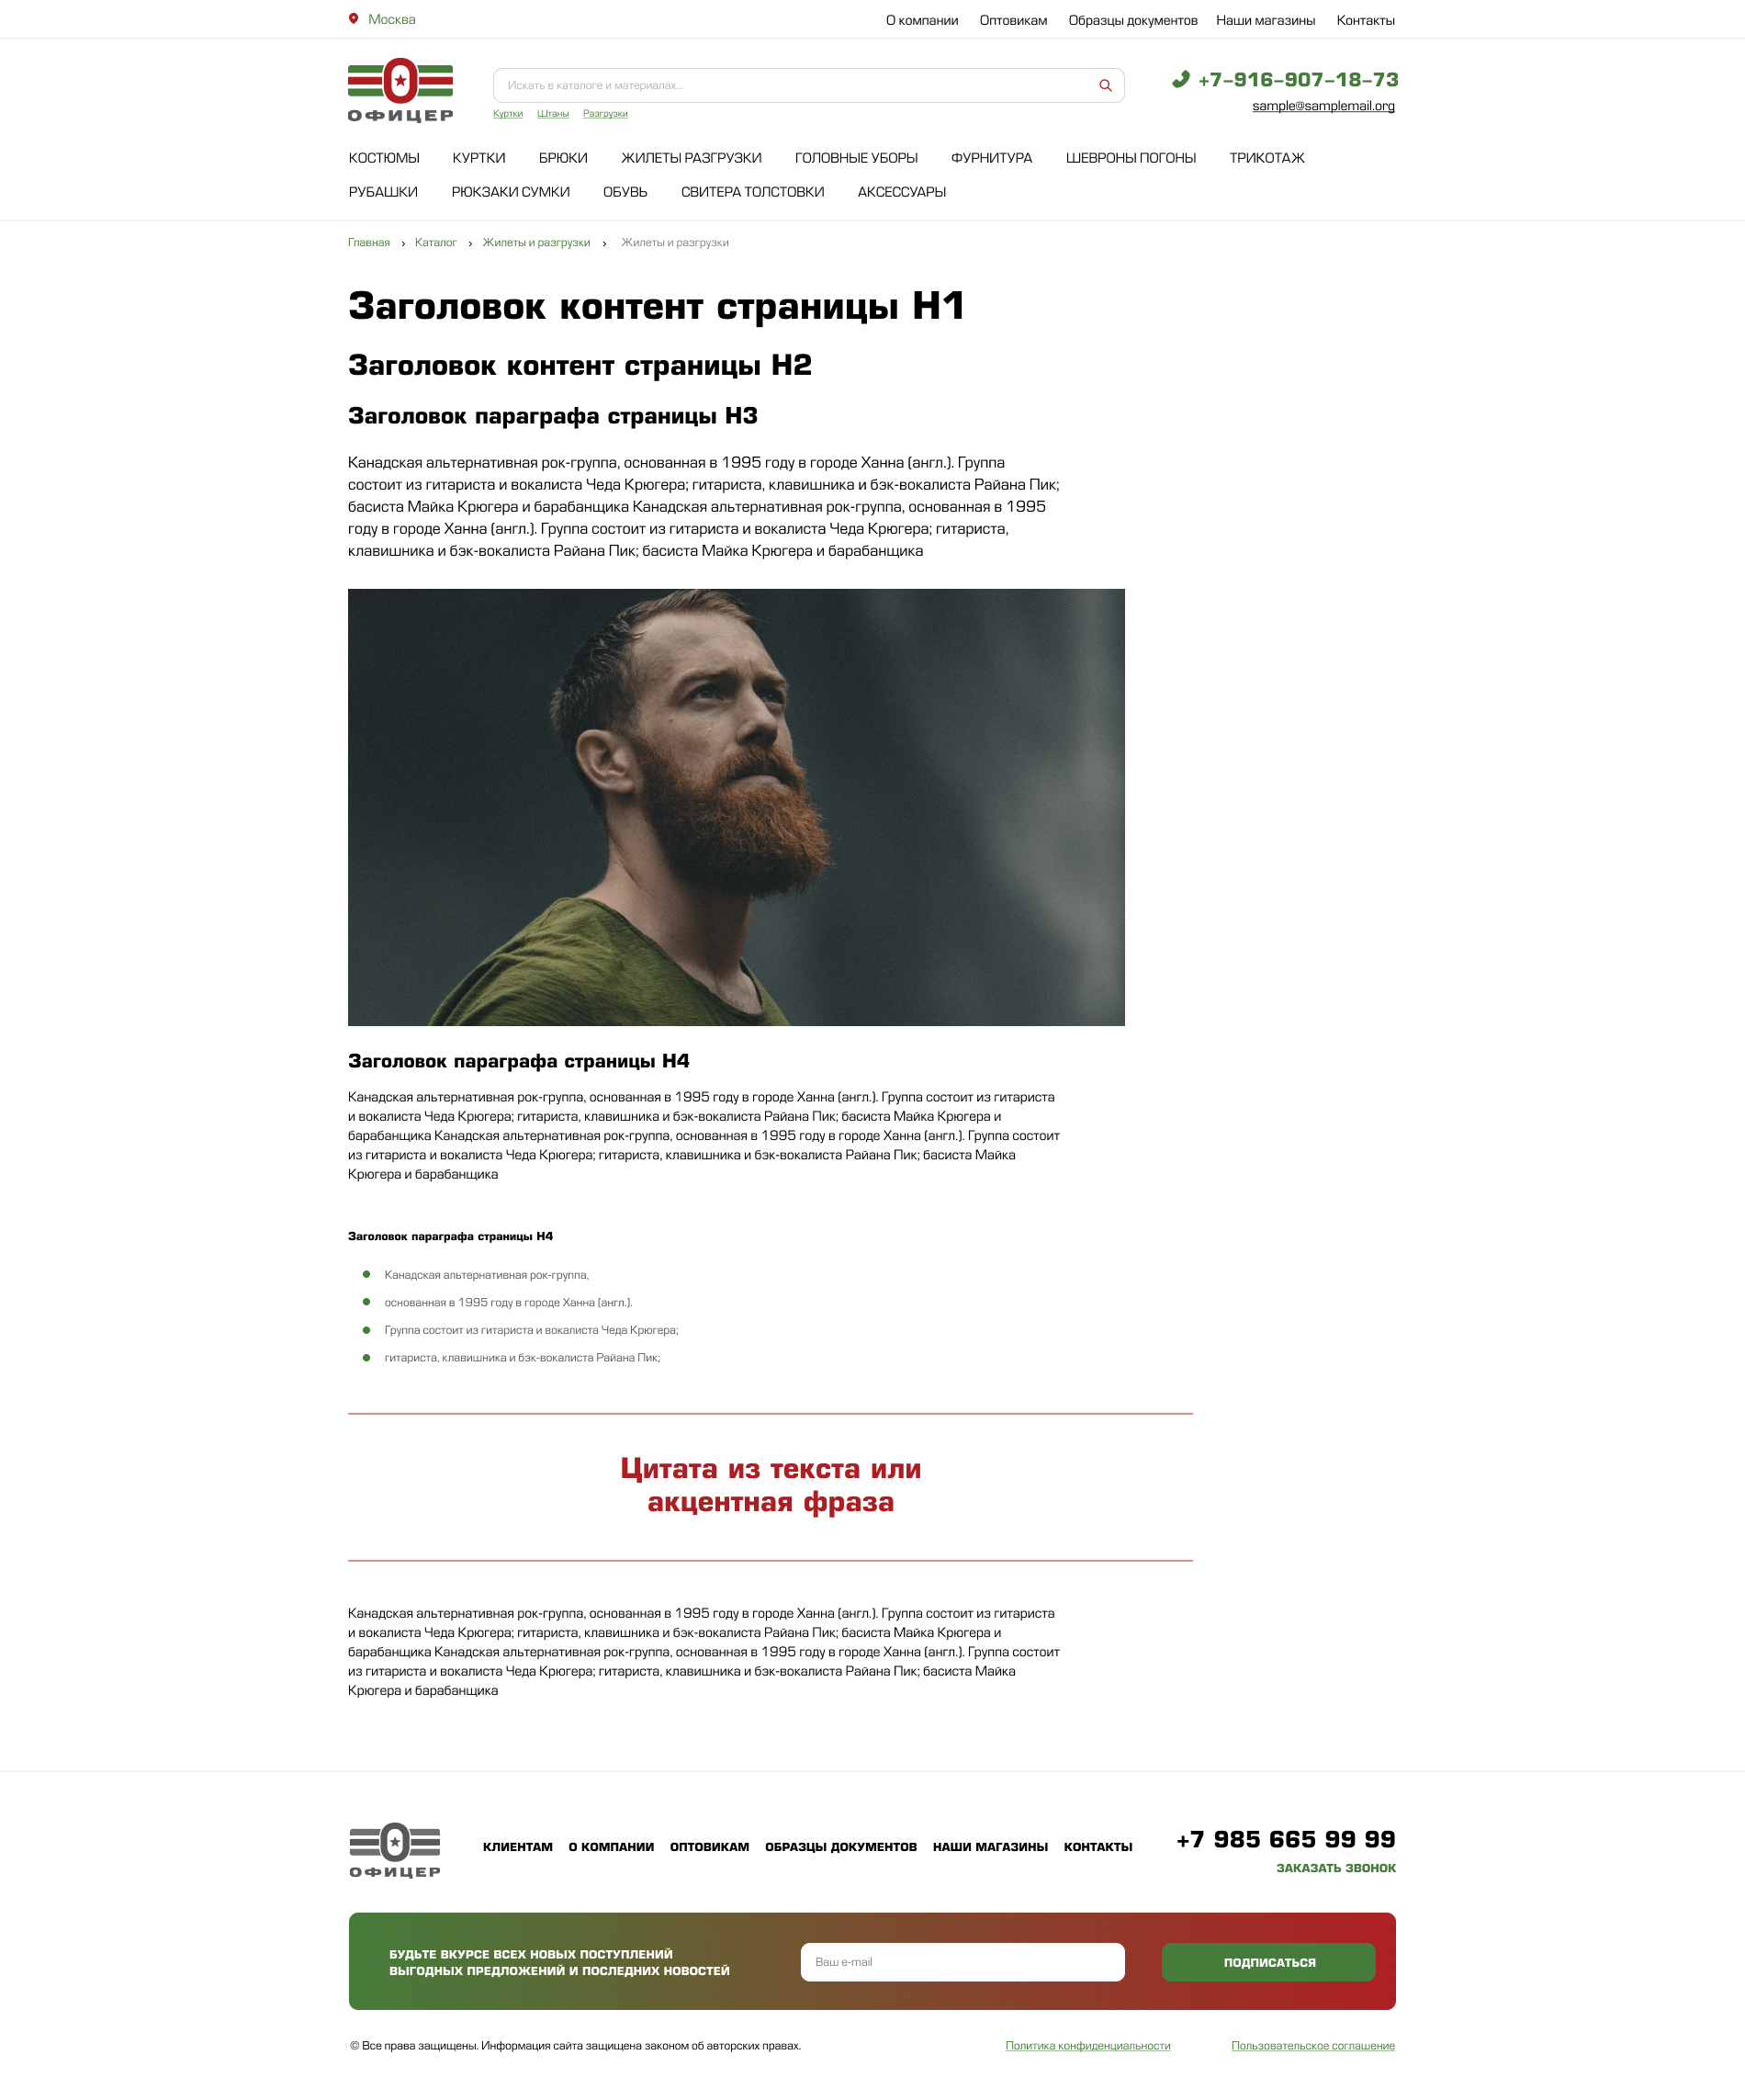 Москва
О компании Оптовикам Образцы документов Наши магазины Контакты
ОФИЦЕР
Искать в каталоге и материалах...
Куртки Штаны Разгрузки
+7-916-907-18-73
sample@samplemail.org
КОСТЮМЫ КУРТКИ БРЮКИ ЖИЛЕТЫ РАЗГРУЗКИ ГОЛОВНЫЕ УБОРЫ ФУРНИТУРА ШЕВРОНЫ ПОГОНЫ ТРИКОТАЖ
РУБАШКИ РЮКЗАКИ СУМКИ ОБУВЬ СВИТЕРА ТОЛСТОВКИ АКСЕССУАРЫ
Главная › Каталог › Жилеты и разгрузки › Жилеты и разгрузки
Заголовок контент страницы H1
Заголовок контент страницы H2
Заголовок параграфа страницы H3
Канадская альтернативная рок-группа, основанная в 1995 году в городе Ханна (англ.). Группа
состоит из гитариста и вокалиста Чеда Крюгера; гитариста, клавишника и бэк-вокалиста Райана Пик;
басиста Майка Крюгера и барабанщика Канадская альтернативная рок-группа, основанная в 1995
году в городе Ханна (англ.). Группа состоит из гитариста и вокалиста Чеда Крюгера; гитариста,
клавишника и бэк-вокалиста Райана Пик; басиста Майка Крюгера и барабанщика
Заголовок параграфа страницы H4
Канадская альтернативная рок-группа, основанная в 1995 году в городе Ханна (англ.). Группа состоит из гитариста
и вокалиста Чеда Крюгера; гитариста, клавишника и бэк-вокалиста Райана Пик; басиста Майка Крюгера и
барабанщика Канадская альтернативная рок-группа, основанная в 1995 году в городе Ханна (англ.). Группа состоит
из гитариста и вокалиста Чеда Крюгера; гитариста, клавишника и бэк-вокалиста Райана Пик; басиста Майка
Крюгера и барабанщика
Заголовок параграфа страницы H4
Канадская альтернативная рок-группа,
основанная в 1995 году в городе Ханна (англ.).
Группа состоит из гитариста и вокалиста Чеда Крюгера;
гитариста, клавишника и бэк-вокалиста Райана Пик;
Цитата из текста или
акцентная фраза
Канадская альтернативная рок-группа, основанная в 1995 году в городе Ханна (англ.). Группа состоит из гитариста
и вокалиста Чеда Крюгера; гитариста, клавишника и бэк-вокалиста Райана Пик; басиста Майка Крюгера и
барабанщика Канадская альтернативная рок-группа, основанная в 1995 году в городе Ханна (англ.). Группа состоит
из гитариста и вокалиста Чеда Крюгера; гитариста, клавишника и бэк-вокалиста Райана Пик; басиста Майка
Крюгера и барабанщика
ОФИЦЕР
КЛИЕНТАМ О КОМПАНИИ ОПТОВИКАМ ОБРАЗЦЫ ДОКУМЕНТОВ НАШИ МАГАЗИНЫ КОНТАКТЫ
+7 985 665 99 99
ЗАКАЗАТЬ ЗВОНОК
БУДЬТЕ ВКУРСЕ ВСЕХ НОВЫХ ПОСТУПЛЕНИЙ
ВЫГОДНЫХ ПРЕДЛОЖЕНИЙ И ПОСЛЕДНИХ НОВОСТЕЙ
Ваш e-mail
ПОДПИСАТЬСЯ
© Все права защищены. Информация сайта защищена законом об авторских правах.
Политика конфиденциальности
Пользовательское соглашение